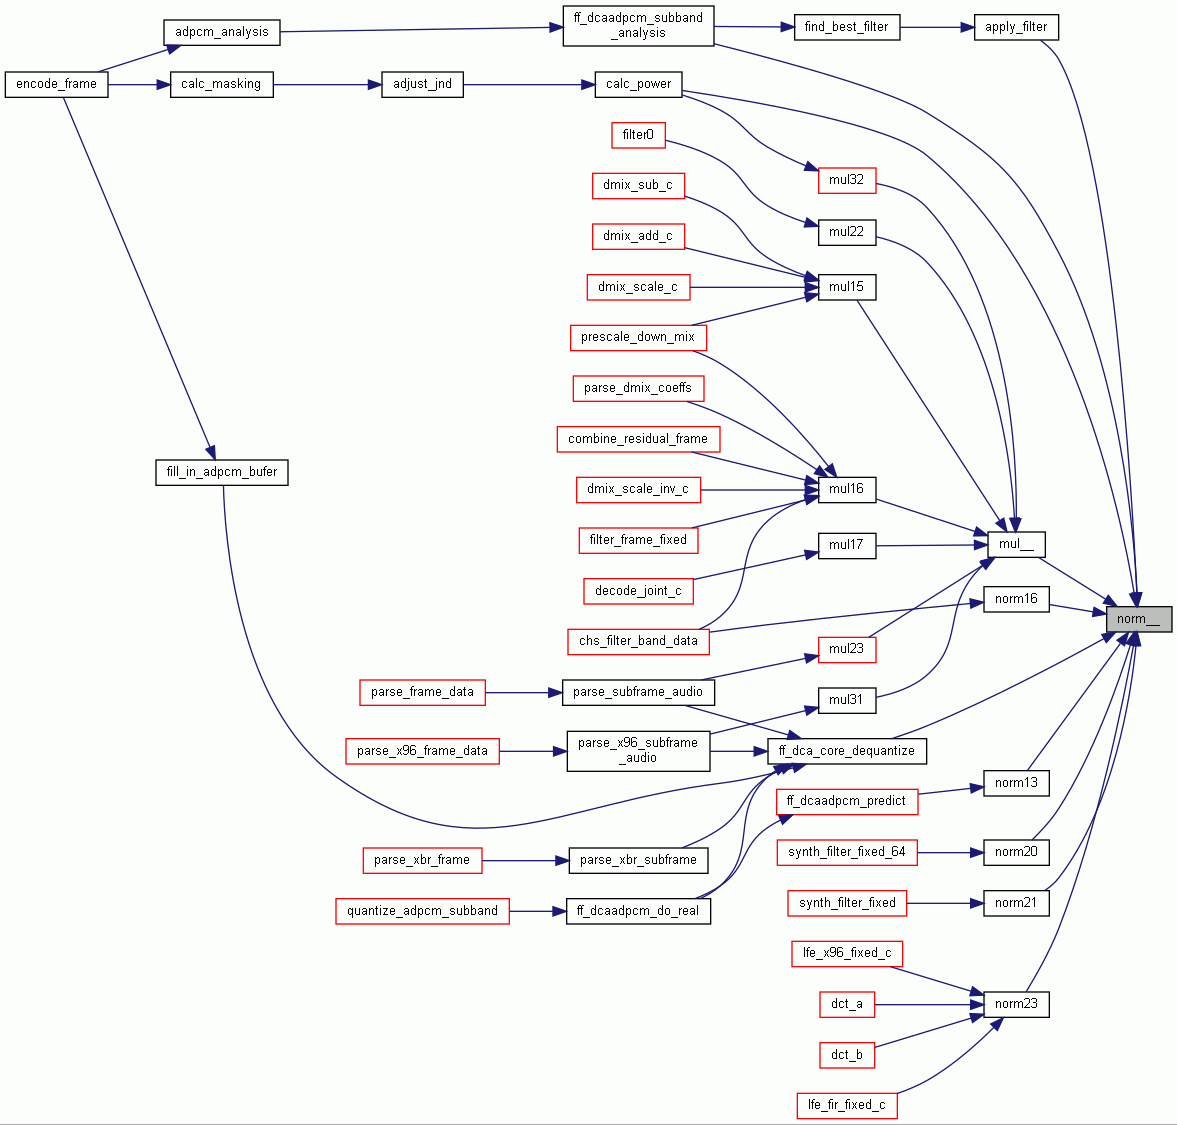 ff_dcaadpcm_subband
_analysis
find_best_filter
apply_filter
adpcm_analysis
encode_frame
calc_masking
adjust_jnd
calc_power
filter0
mul32
dmix_sub_c
mul22
dmix_add_c
dmix_scale_c
mul15
prescale_down_mix
parse_dmix_coeffs
combine_residual_frame
fill_in_adpcm_bufer
dmix_scale_inv_c
mul16
filter_frame_fixed
mul17
mul__
decode_joint_c
norm16
norm__
chs_filter_band_data
mul23
parse_frame_data
parse_subframe_audio
mul31
parse_x96_frame_data
parse_x96_subframe
_audio
ff_dca_core_dequantize
norm13
ff_dcaadpcm_predict
parse_xbr_frame
parse_xbr_subframe
synth_filter_fixed_64
norm20
quantize_adpcm_subband
ff_dcaadpcm_do_real
synth_filter_fixed
norm21
lfe_x96_fixed_c
dct_a
norm23
dct_b
lfe_fir_fixed_c